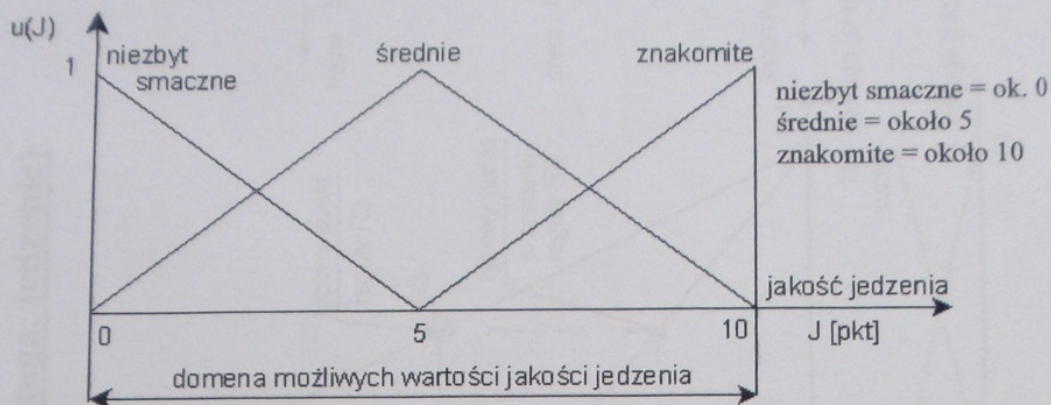 u(J)
1
niezbyt
smaczne
średnie
znakomite
niezbyt smaczne = ok. 0
średnie = około 5
znakomite = około 10
jakość jedzenia
0
5
10
J [pkt]
domena możliwych wartości jakości jedzenia